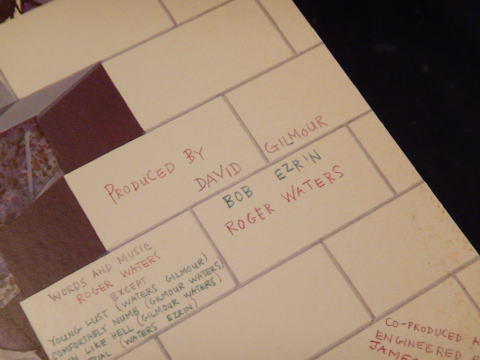 PRODUCED BY
DAVID GILMOUR
BOB EZRIN
ROGER WATERS
WORDS AND MUSIC
ROGER WATERS
EXCEPT
YOUNG LUST (WATERS GILMOUR)
COMFORTABLY NUMB (GILMOUR WATERS)
LIKE HELL (GILMOUR WATERS)
(WATERS EZRIN)
CO-PRODUCED
ENGINEERED
JAMES